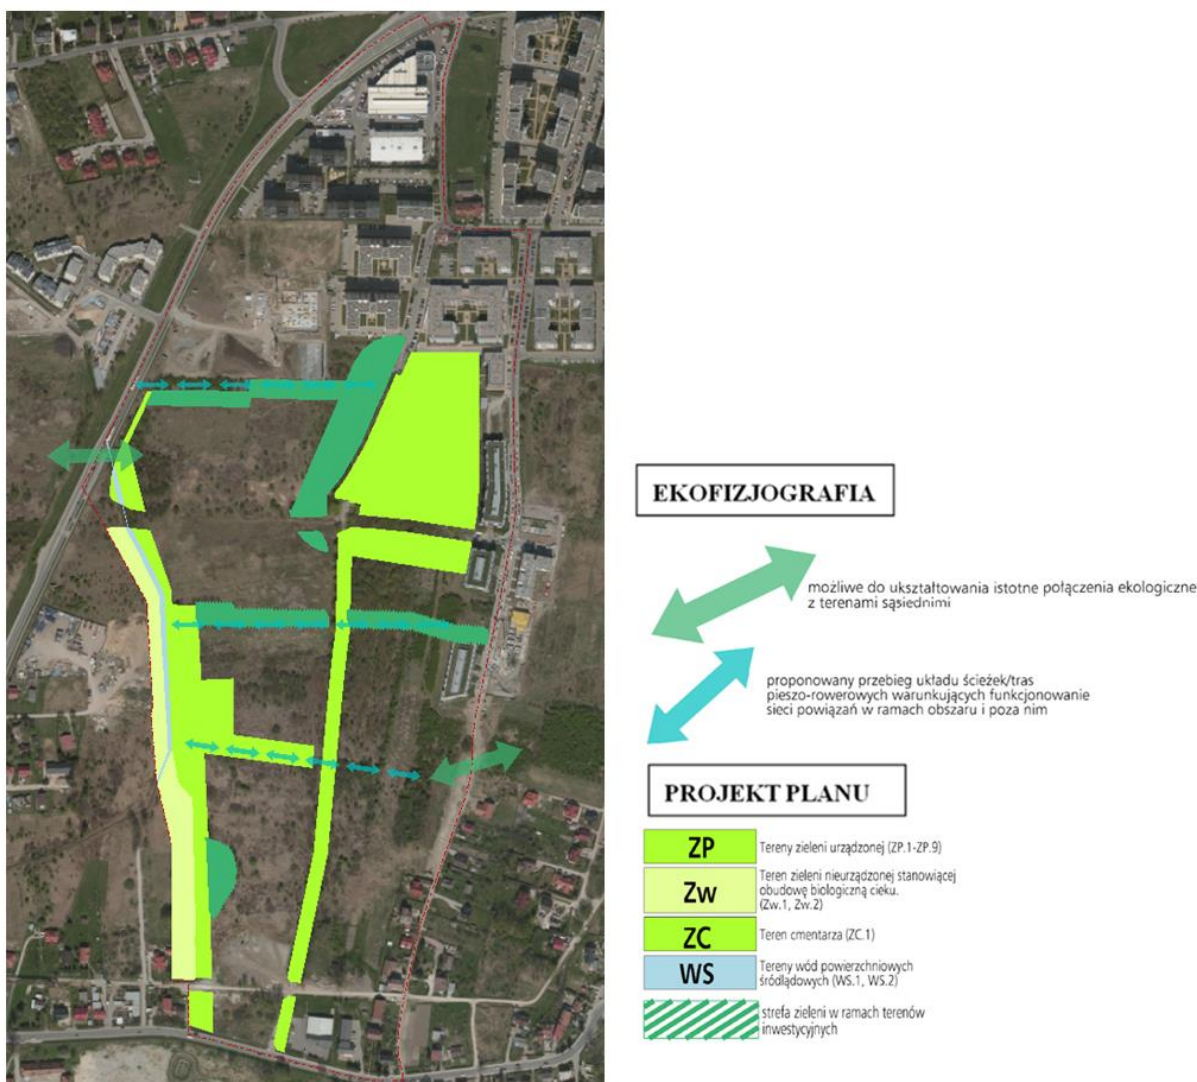 EKOFIZJOGRAFIA
możliwe do ukształtowania istotne połączenia ekologiczne
z terenami sąsiednimi
proponowany przebieg układu ścieżek/tras
pieszo-rowerowych warunkujących funkcjonowanie
sieci powiązań w ramach obszaru i poza nim
PROJEKT PLANU
ZP Tereny zieleni urządzonej (ZP.1-ZP.9)
Zw Teren zieleni nieurządzonej stanowiącej
obudowę biologiczną cieku.
(Zw.1, Zw.2)
ZC Teren cmentarza (ZC.1)
WS Tereny wód powierzchniowych
śródlądowych (WS.1, WS.2)
strefa zieleni w ramach terenów
inwestycyjnych